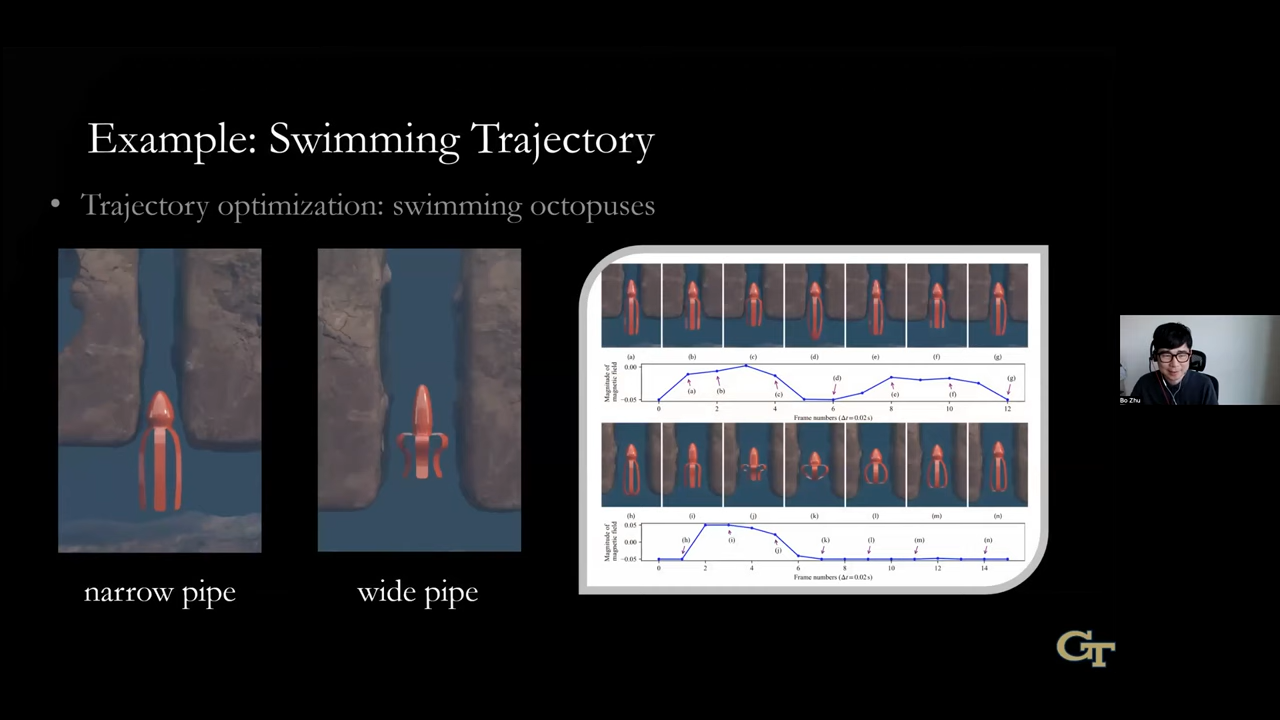 Example: Swimming Trajectory
• Trajectory optimization: swimming octopuses
narrow pipe
wide pipe
(a) (b) (c) (d) (e) (f) (g)
Magnitude of
magnetic field
0.00
−0.05
(a) (b) (c) (d) (e) (f) (g)
0 2 4 6 8 10 12
Frame numbers (Δt = 0.02 s)
(h) (i) (j) (k) (l) (m) (n)
Magnitude of
magnetic field
0.05
0.00
−0.05
(h) (i) (j) (k) (l) (m) (n)
0 2 4 6 8 10 12 14
Frame numbers (Δt = 0.02 s)
Bo Zhu
GT